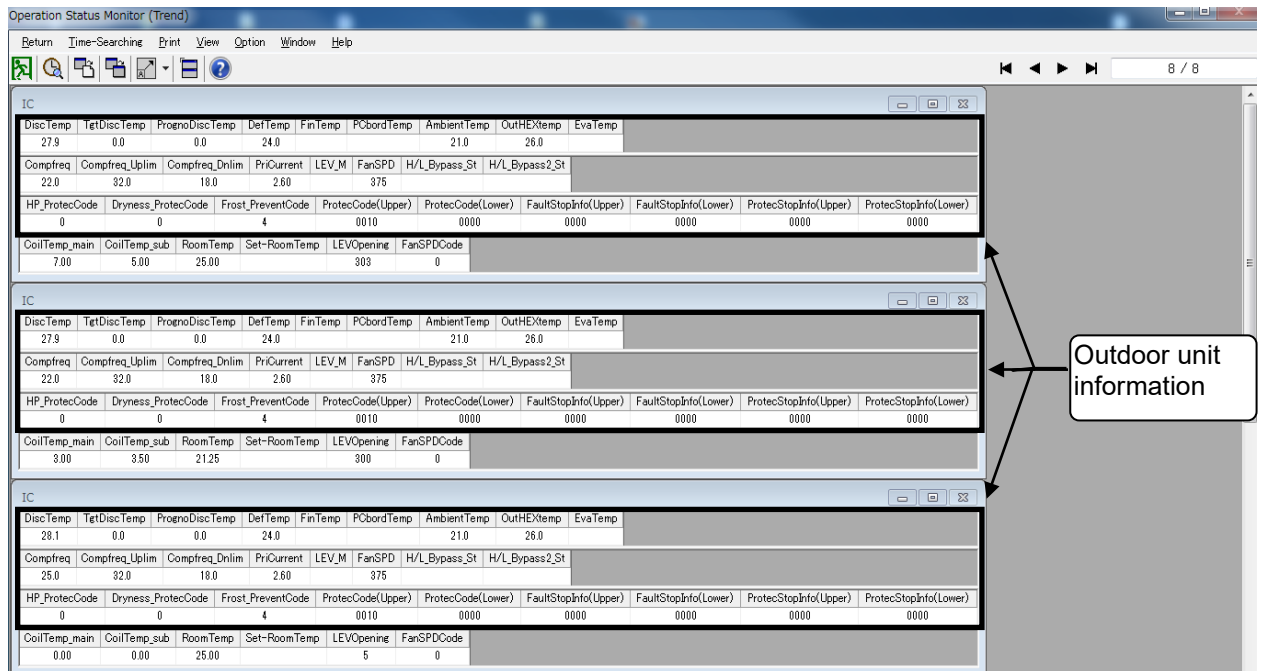 Operation Status Monitor (Trend)
Return Time-Searching Print View Option Window Help
8 / 8
IC
DiscTemp TgtDiscTemp PrognoDiscTemp DefTemp FinTemp PCbordTemp AmbientTemp OutHEXtemp EvaTemp
27.9 0.0 0.0 24.0 21.0 26.0
Compfreq Compfreq_Uplim Compfreq_Dnlim PriCurrent LEV_M FanSPD H/L_Bypass_St H/L_Bypass2_St
22.0 32.0 18.0 2.60 375
HP_ProtecCode Dryness_ProtecCode Frost_PreventCode ProtecCode(Upper) ProtecCode(Lower) FaultStopInfo(Upper) FaultStopInfo(Lower) ProtecStopInfo(Upper) ProtecStopInfo(Lower)
0 0 4 0010 0000 0000 0000 0000 0000
CoilTemp_main CoilTemp_sub RoomTemp Set-RoomTemp LEVOpening FanSPDCode
7.00 5.00 25.00 303 0
IC
DiscTemp TgtDiscTemp PrognoDiscTemp DefTemp FinTemp PCbordTemp AmbientTemp OutHEXtemp EvaTemp
27.9 0.0 0.0 24.0 21.0 26.0
Compfreq Compfreq_Uplim Compfreq_Dnlim PriCurrent LEV_M FanSPD H/L_Bypass_St H/L_Bypass2_St
22.0 32.0 18.0 2.60 375
HP_ProtecCode Dryness_ProtecCode Frost_PreventCode ProtecCode(Upper) ProtecCode(Lower) FaultStopInfo(Upper) FaultStopInfo(Lower) ProtecStopInfo(Upper) ProtecStopInfo(Lower)
0 0 4 0010 0000 0000 0000 0000 0000
CoilTemp_main CoilTemp_sub RoomTemp Set-RoomTemp LEVOpening FanSPDCode
3.00 3.50 21.25 300 0
Outdoor unit
information
IC
DiscTemp TgtDiscTemp PrognoDiscTemp DefTemp FinTemp PCbordTemp AmbientTemp OutHEXtemp EvaTemp
28.1 0.0 0.0 24.0 21.0 26.0
Compfreq Compfreq_Uplim Compfreq_Dnlim PriCurrent LEV_M FanSPD H/L_Bypass_St H/L_Bypass2_St
25.0 32.0 18.0 2.60 375
HP_ProtecCode Dryness_ProtecCode Frost_PreventCode ProtecCode(Upper) ProtecCode(Lower) FaultStopInfo(Upper) FaultStopInfo(Lower) ProtecStopInfo(Upper) ProtecStopInfo(Lower)
0 0 4 0010 0000 0000 0000 0000 0000
CoilTemp_main CoilTemp_sub RoomTemp Set-RoomTemp LEVOpening FanSPDCode
0.00 0.00 25.00 5 0